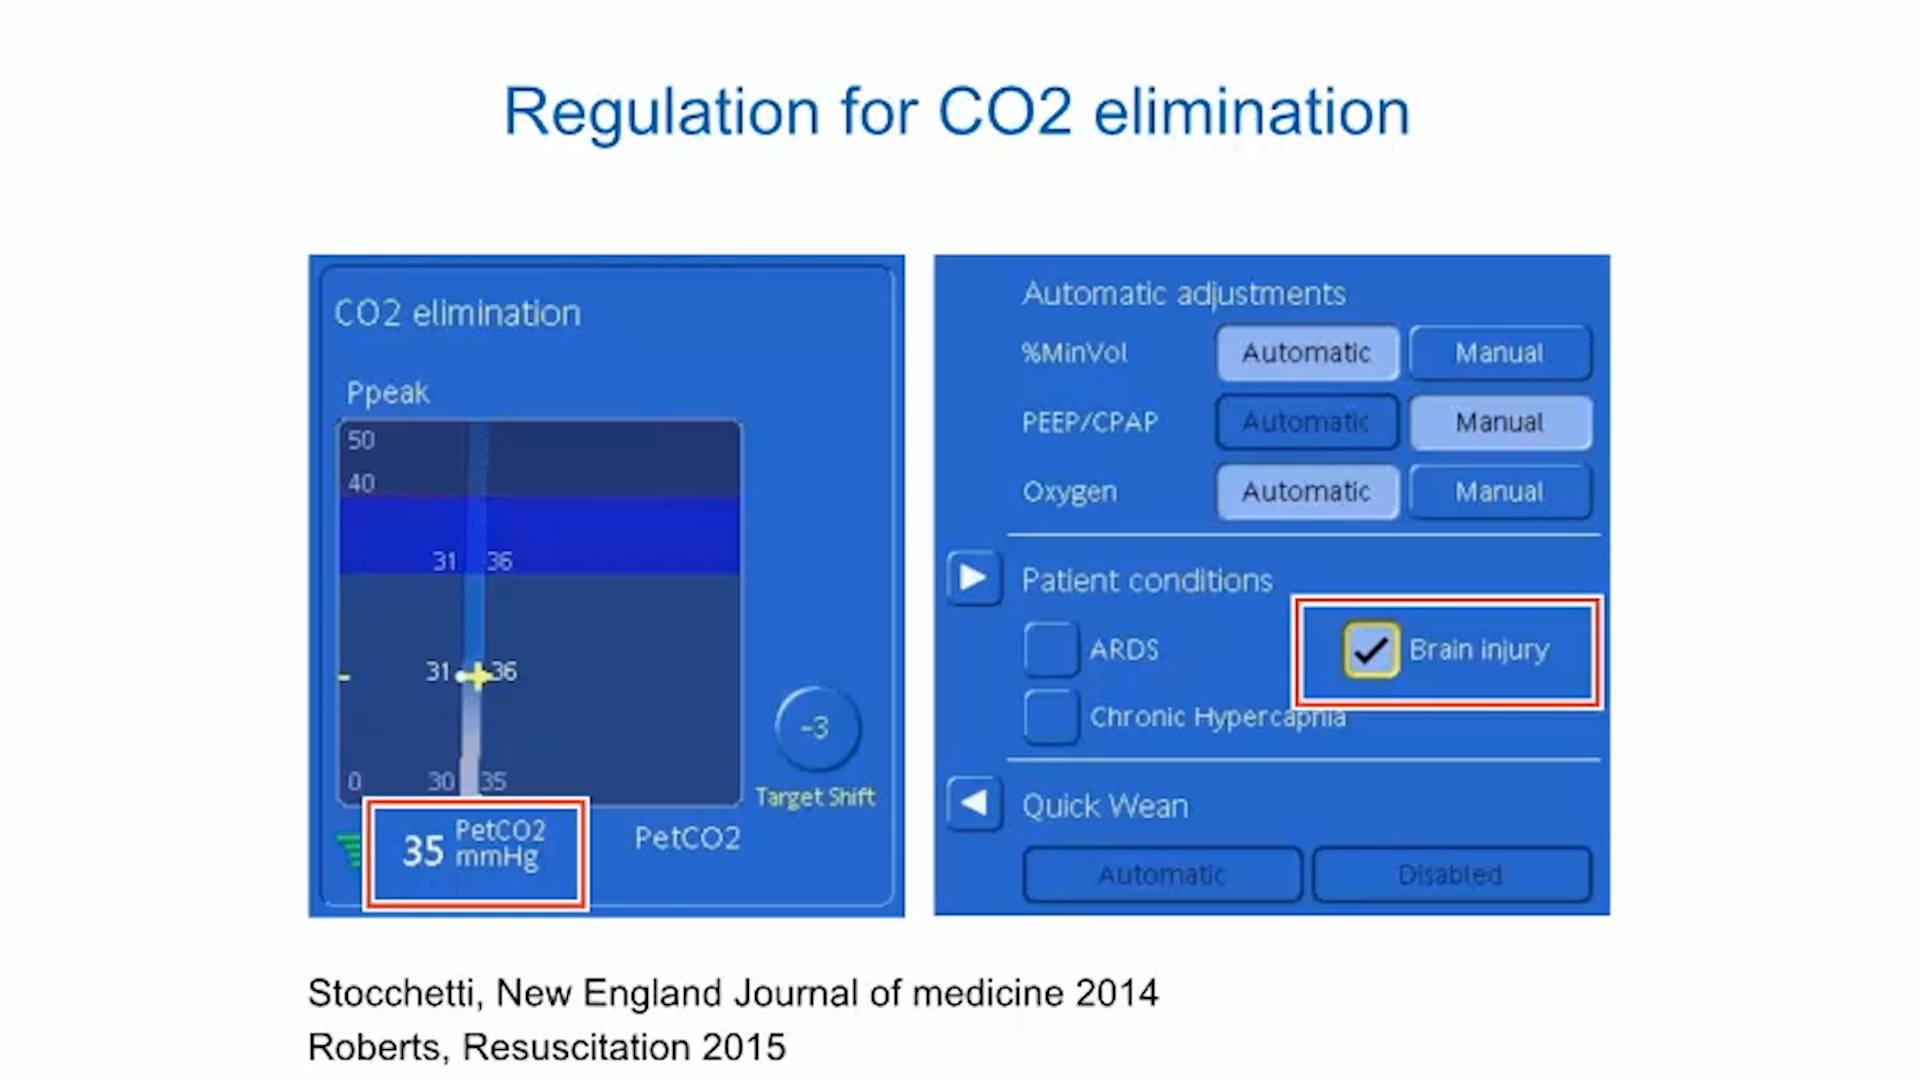 Regulation for CO2 elimination
CO2 elimination
Ppeak
50
40
31 36
31 36
0 30 35
-3
Target Shift
35 PetCO2 mmHg
PetCO2
Automatic adjustments
%MinVol Automatic Manual
PEEP/CPAP Automatic Manual
Oxygen Automatic Manual
Patient conditions
ARDS Brain injury
Chronic Hypercapnia
Quick Wean
Automatic Disabled
Stocchetti, New England Journal of medicine 2014
Roberts, Resuscitation 2015